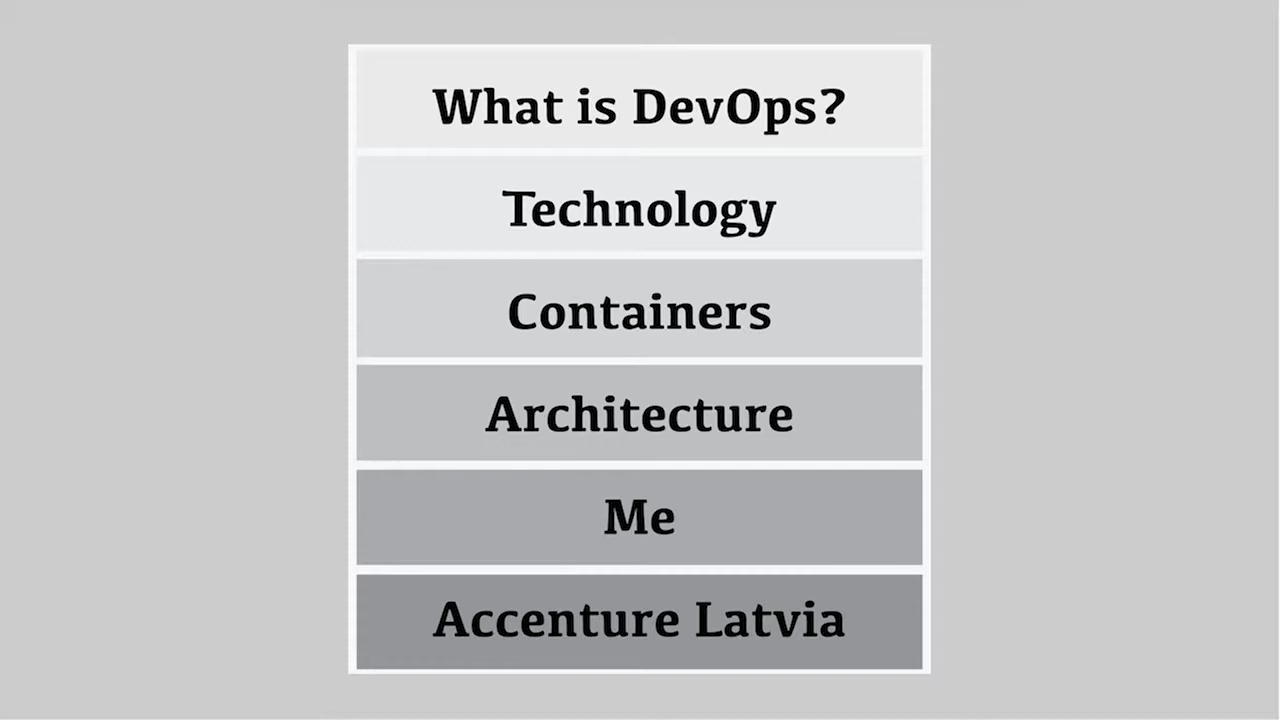 What is DevOps?
Technology
Containers
Architecture
Me
Accenture Latvia